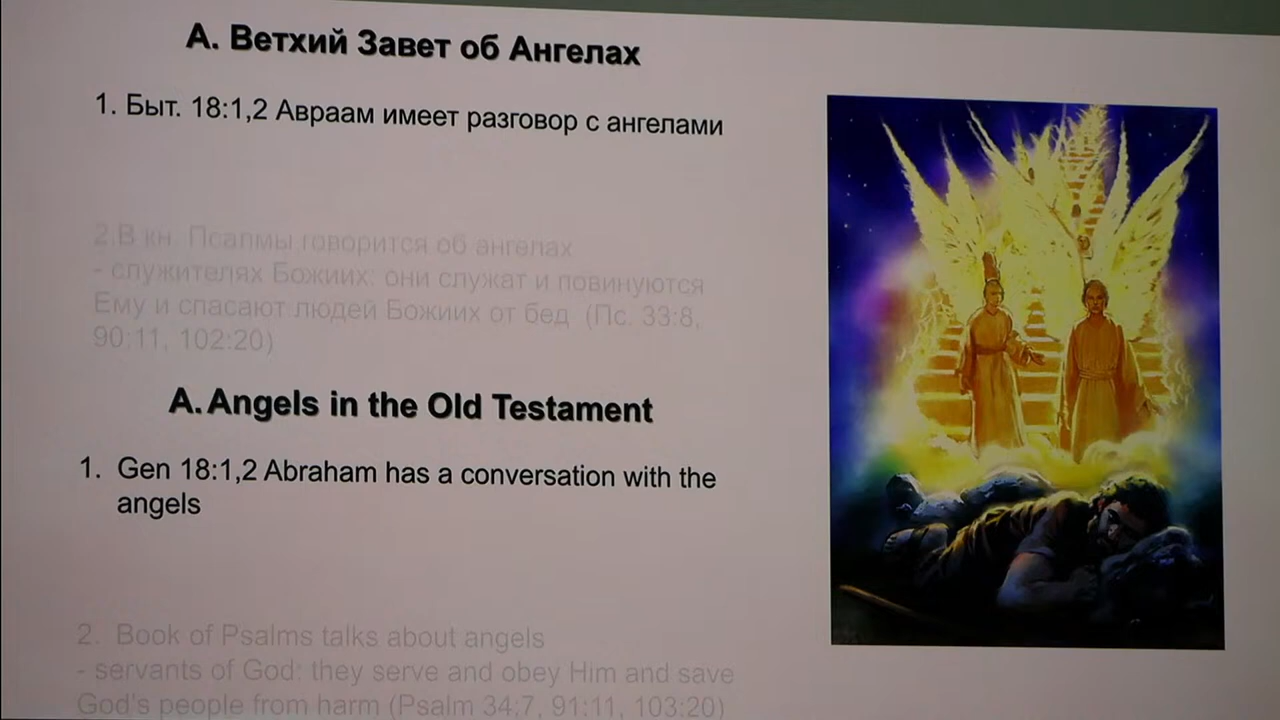 А. Ветхий Завет об Ангелах
1. Быт. 18:1,2 Авраам имеет разговор с ангелами
2.В кн. Псалмы говорится об ангелах
- служителях Божиих: они служат и повинуются
Ему и спасают людей Божиих от бед (Пс. 33:8,
90:11, 102:20)
A. Angels in the Old Testament
1. Gen 18:1,2 Abraham has a conversation with the
angels
2. Book of Psalms talks about angels
- servants of God: they serve and obey Him and save
God's people from harm (Psalm 34:7, 91:11, 103:20)